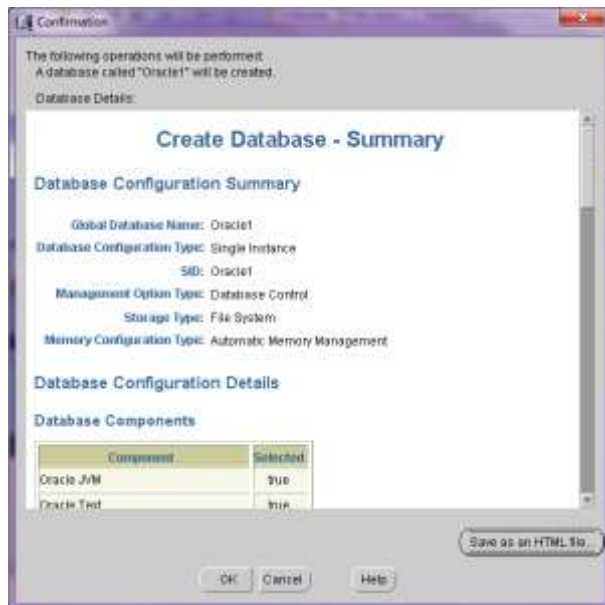 Confirmation
The following operations will be performed:
A database called "Oracle1" will be created.
Database Details:
Create Database - Summary
Database Configuration Summary
Global Database Name: Oracle1
Database Configuration Type: Single Instance
SID: Oracle1
Management Option Type: Database Control
Storage Type: File System
Memory Configuration Type: Automatic Memory Management
Database Configuration Details
Database Components
Component Selected
Oracle JVM true
Oracle Text true
Save as an HTML file...
OK Cancel Help